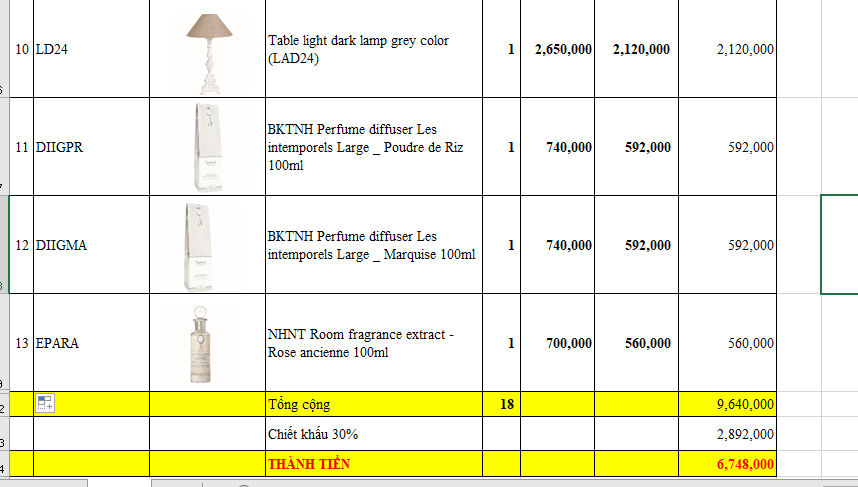 10 LD24 Table light dark lamp grey color 1 2,650,000 2,120,000 2,120,000
(LAD24)
11 DIIGPR BKTNH Perfume diffuser Les 1 740,000 592,000 592,000
intemporels Large _ Poudre de Riz
100ml
12 DIIGMA BKTNH Perfume diffuser Les 1 740,000 592,000 592,000
intemporels Large _ Marquise 100ml
13 EPARA NHNT Room fragrance extract - 1 700,000 560,000 560,000
Rose ancienne 100ml
Tổng cộng 18 9,640,000
Chiết khấu 30% 2,892,000
THÀNH TIỀN 6,748,000